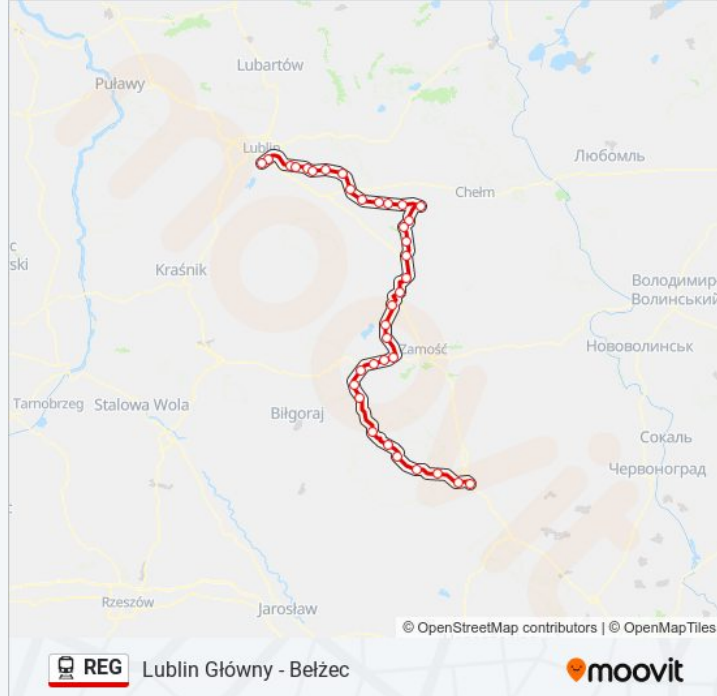 Lubartów
Puławy
Lublin
Любомль
Chełm
с
ski
Kraśnik
Володимир-
Волинський
Zamość
Нововолинськ
Tarnobrzeg
Stalowa Wola
Biłgoraj
Сокаль
Червоноград
Rzeszów
Jarosław
© OpenStreetMap contributors | © OpenMapTiles
REG
Lublin Główny - Bełżec
moovit
moovit